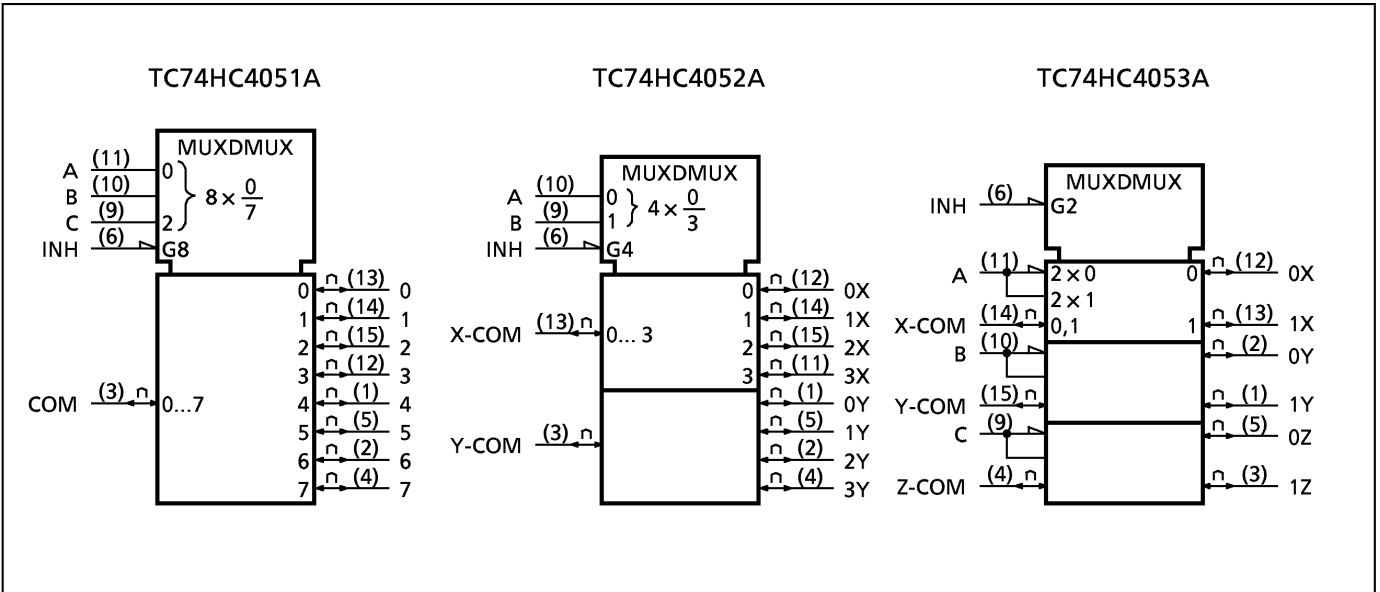 TC74HC4051A
MUXDMUX
A (11) 0
B (10) 8 × 0/7
C (9) 2
INH (6) G8
0 (13) 0
1 (14) 1
2 (15) 2
3 (12) 3
COM (3) 0...7 4 (1) 4
5 (5) 5
6 (2) 6
7 (4) 7
TC74HC4052A
MUXDMUX
A (10) 0 4 × 0/3
B (9) 1
INH (6) G4
0 (12) 0X
1 (14) 1X
X-COM (13) 0... 3
2 (15) 2X
3 (11) 3X
(1) 0Y
(5) 1Y
Y-COM (3)
(2) 2Y
(4) 3Y
TC74HC4053A
MUXDMUX
INH (6) G2
A (11) 2 × 0 0 (12) 0X
2 × 1
X-COM (14) 0,1 1 (13) 1X
B (10) (2) 0Y
Y-COM (15) (1) 1Y
C (9) (5) 0Z
Z-COM (4) (3) 1Z